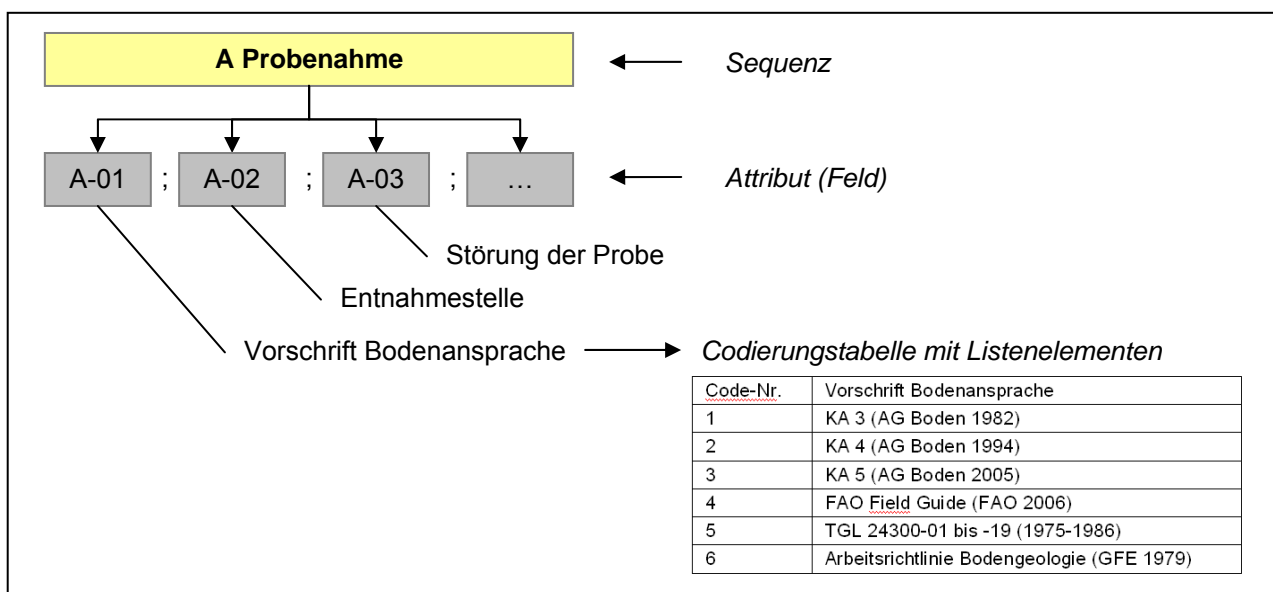 A Probenahme
Sequenz
A-01 ; A-02 ; A-03 ; …
Attribut (Feld)
Störung der Probe
Entnahmestelle
Vorschrift Bodenansprache
Codierungstabelle mit Listenelementen
Code-Nr. Vorschrift Bodenansprache
1 KA 3 (AG Boden 1982)
2 KA 4 (AG Boden 1994)
3 KA 5 (AG Boden 2005)
4 FAO Field Guide (FAO 2006)
5 TGL 24300-01 bis -19 (1975-1986)
6 Arbeitsrichtlinie Bodengeologie (GFE 1979)